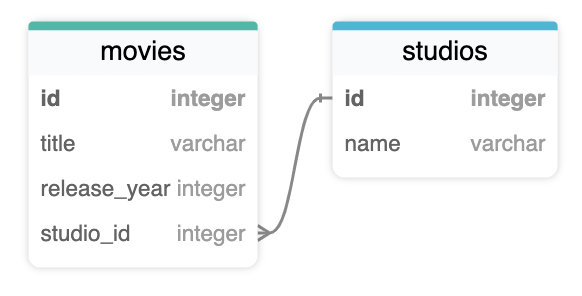 movies
id integer
title varchar
release_year integer
studio_id integer
studios
id integer
name varchar